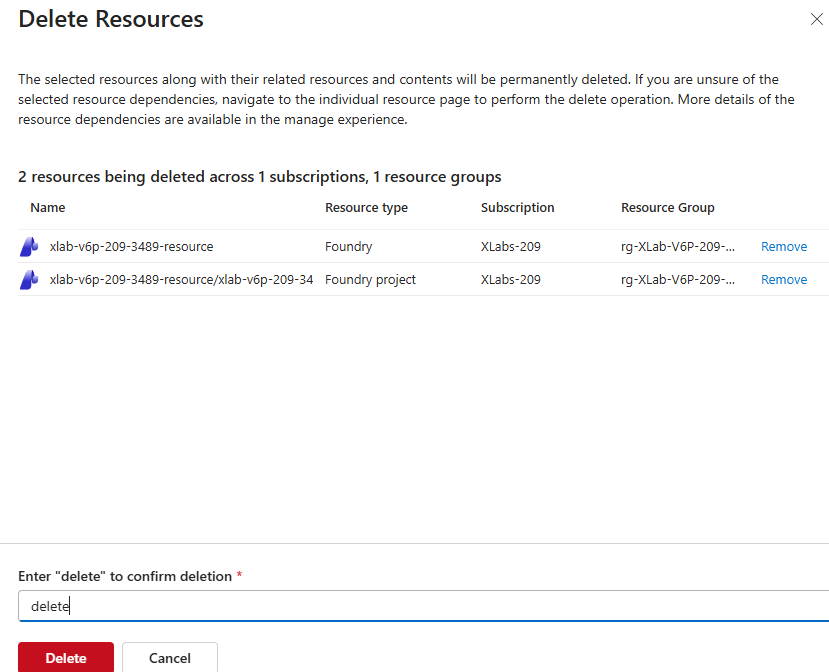 Delete Resources
The selected resources along with their related resources and contents will be permanently deleted. If you are unsure of the
selected resource dependencies, navigate to the individual resource page to perform the delete operation. More details of the
resource dependencies are available in the manage experience.
2 resources being deleted across 1 subscriptions, 1 resource groups
Name Resource type Subscription Resource Group
xlab-v6p-209-3489-resource Foundry XLabs-209 rg-XLab-V6P-209-... Remove
xlab-v6p-209-3489-resource/xlab-v6p-209-34 Foundry project XLabs-209 rg-XLab-V6P-209-... Remove
Enter "delete" to confirm deletion *
delete
Delete Cancel